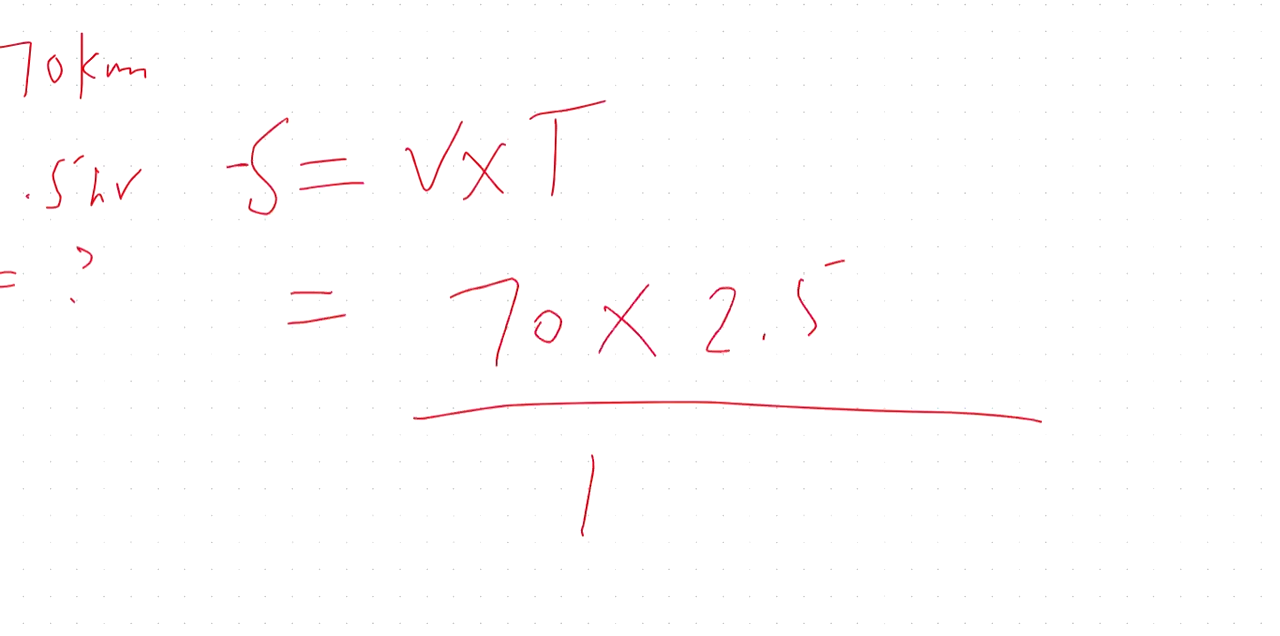 70km
.5hr
= ?
S = V x T
= 70 x 2.5
1